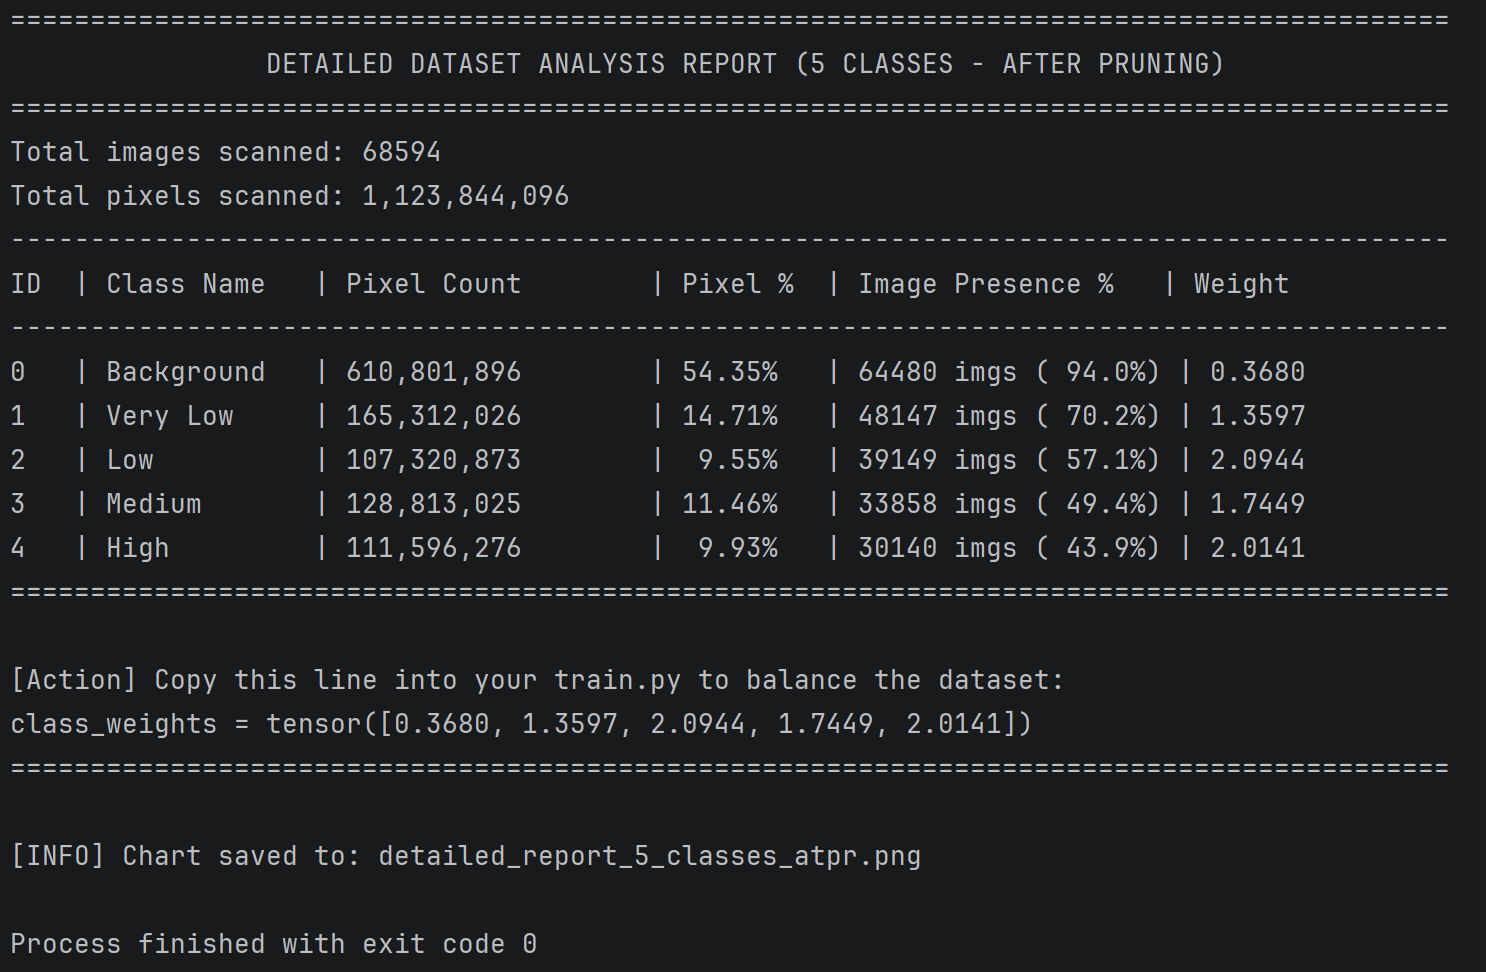 ==========================================================================================
DETAILED DATASET ANALYSIS REPORT (5 CLASSES - AFTER PRUNING)
==========================================================================================
Total images scanned: 68594
Total pixels scanned: 1,123,844,096
------------------------------------------------------------------------------------------
ID  | Class Name   | Pixel Count        | Pixel %  | Image Presence %   | Weight
------------------------------------------------------------------------------------------
0   | Background   | 610,801,896        | 54.35%   | 64480 imgs ( 94.0%) | 0.3680
1   | Very Low     | 165,312,026        | 14.71%   | 48147 imgs ( 70.2%) | 1.3597
2   | Low          | 107,320,873        |  9.55%   | 39149 imgs ( 57.1%) | 2.0944
3   | Medium       | 128,813,025        | 11.46%   | 33858 imgs ( 49.4%) | 1.7449
4   | High         | 111,596,276        |  9.93%   | 30140 imgs ( 43.9%) | 2.0141
==========================================================================================
[Action] Copy this line into your train.py to balance the dataset:
class_weights = tensor([0.3680, 1.3597, 2.0944, 1.7449, 2.0141])
==========================================================================================
[INFO] Chart saved to: detailed_report_5_classes_atpr.png
Process finished with exit code 0